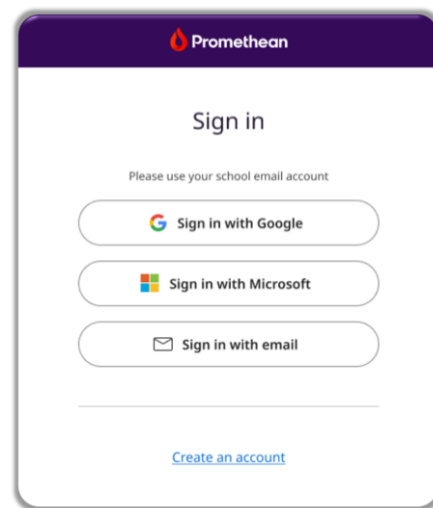 Promethean
Sign in
Please use your school email account
Sign in with Google
Sign in with Microsoft
Sign in with email
Create an account